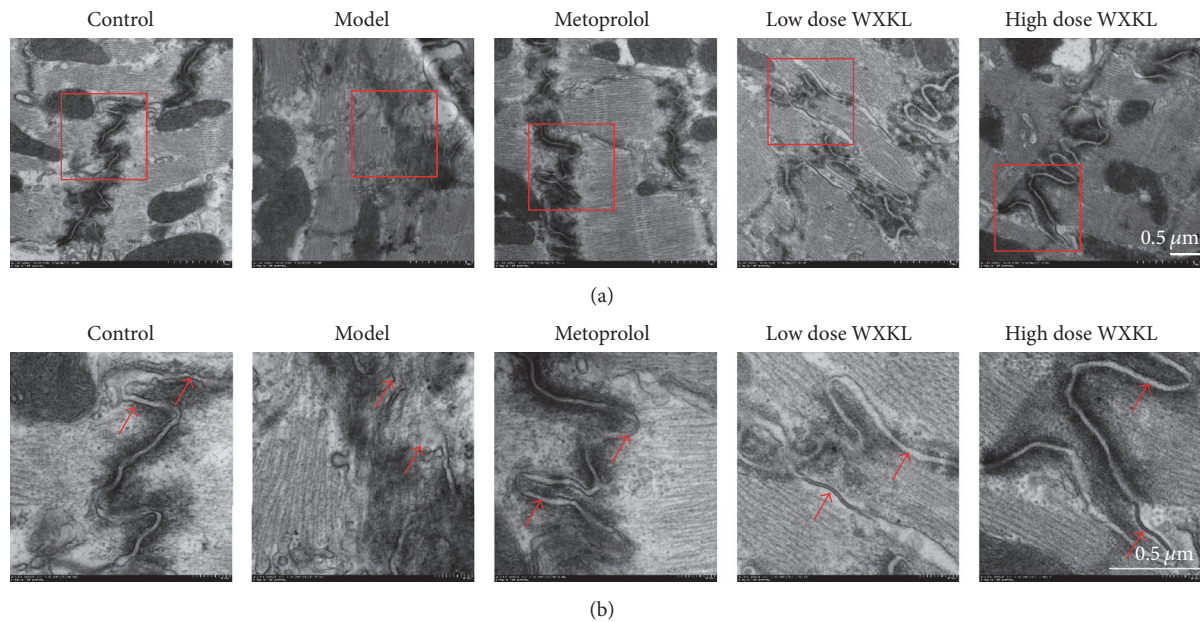 Control Model Metoprolol Low dose WXKL High dose WXKL
0.5 μm
(a)
Control Model Metoprolol Low dose WXKL High dose WXKL
0.5 μm
(b)